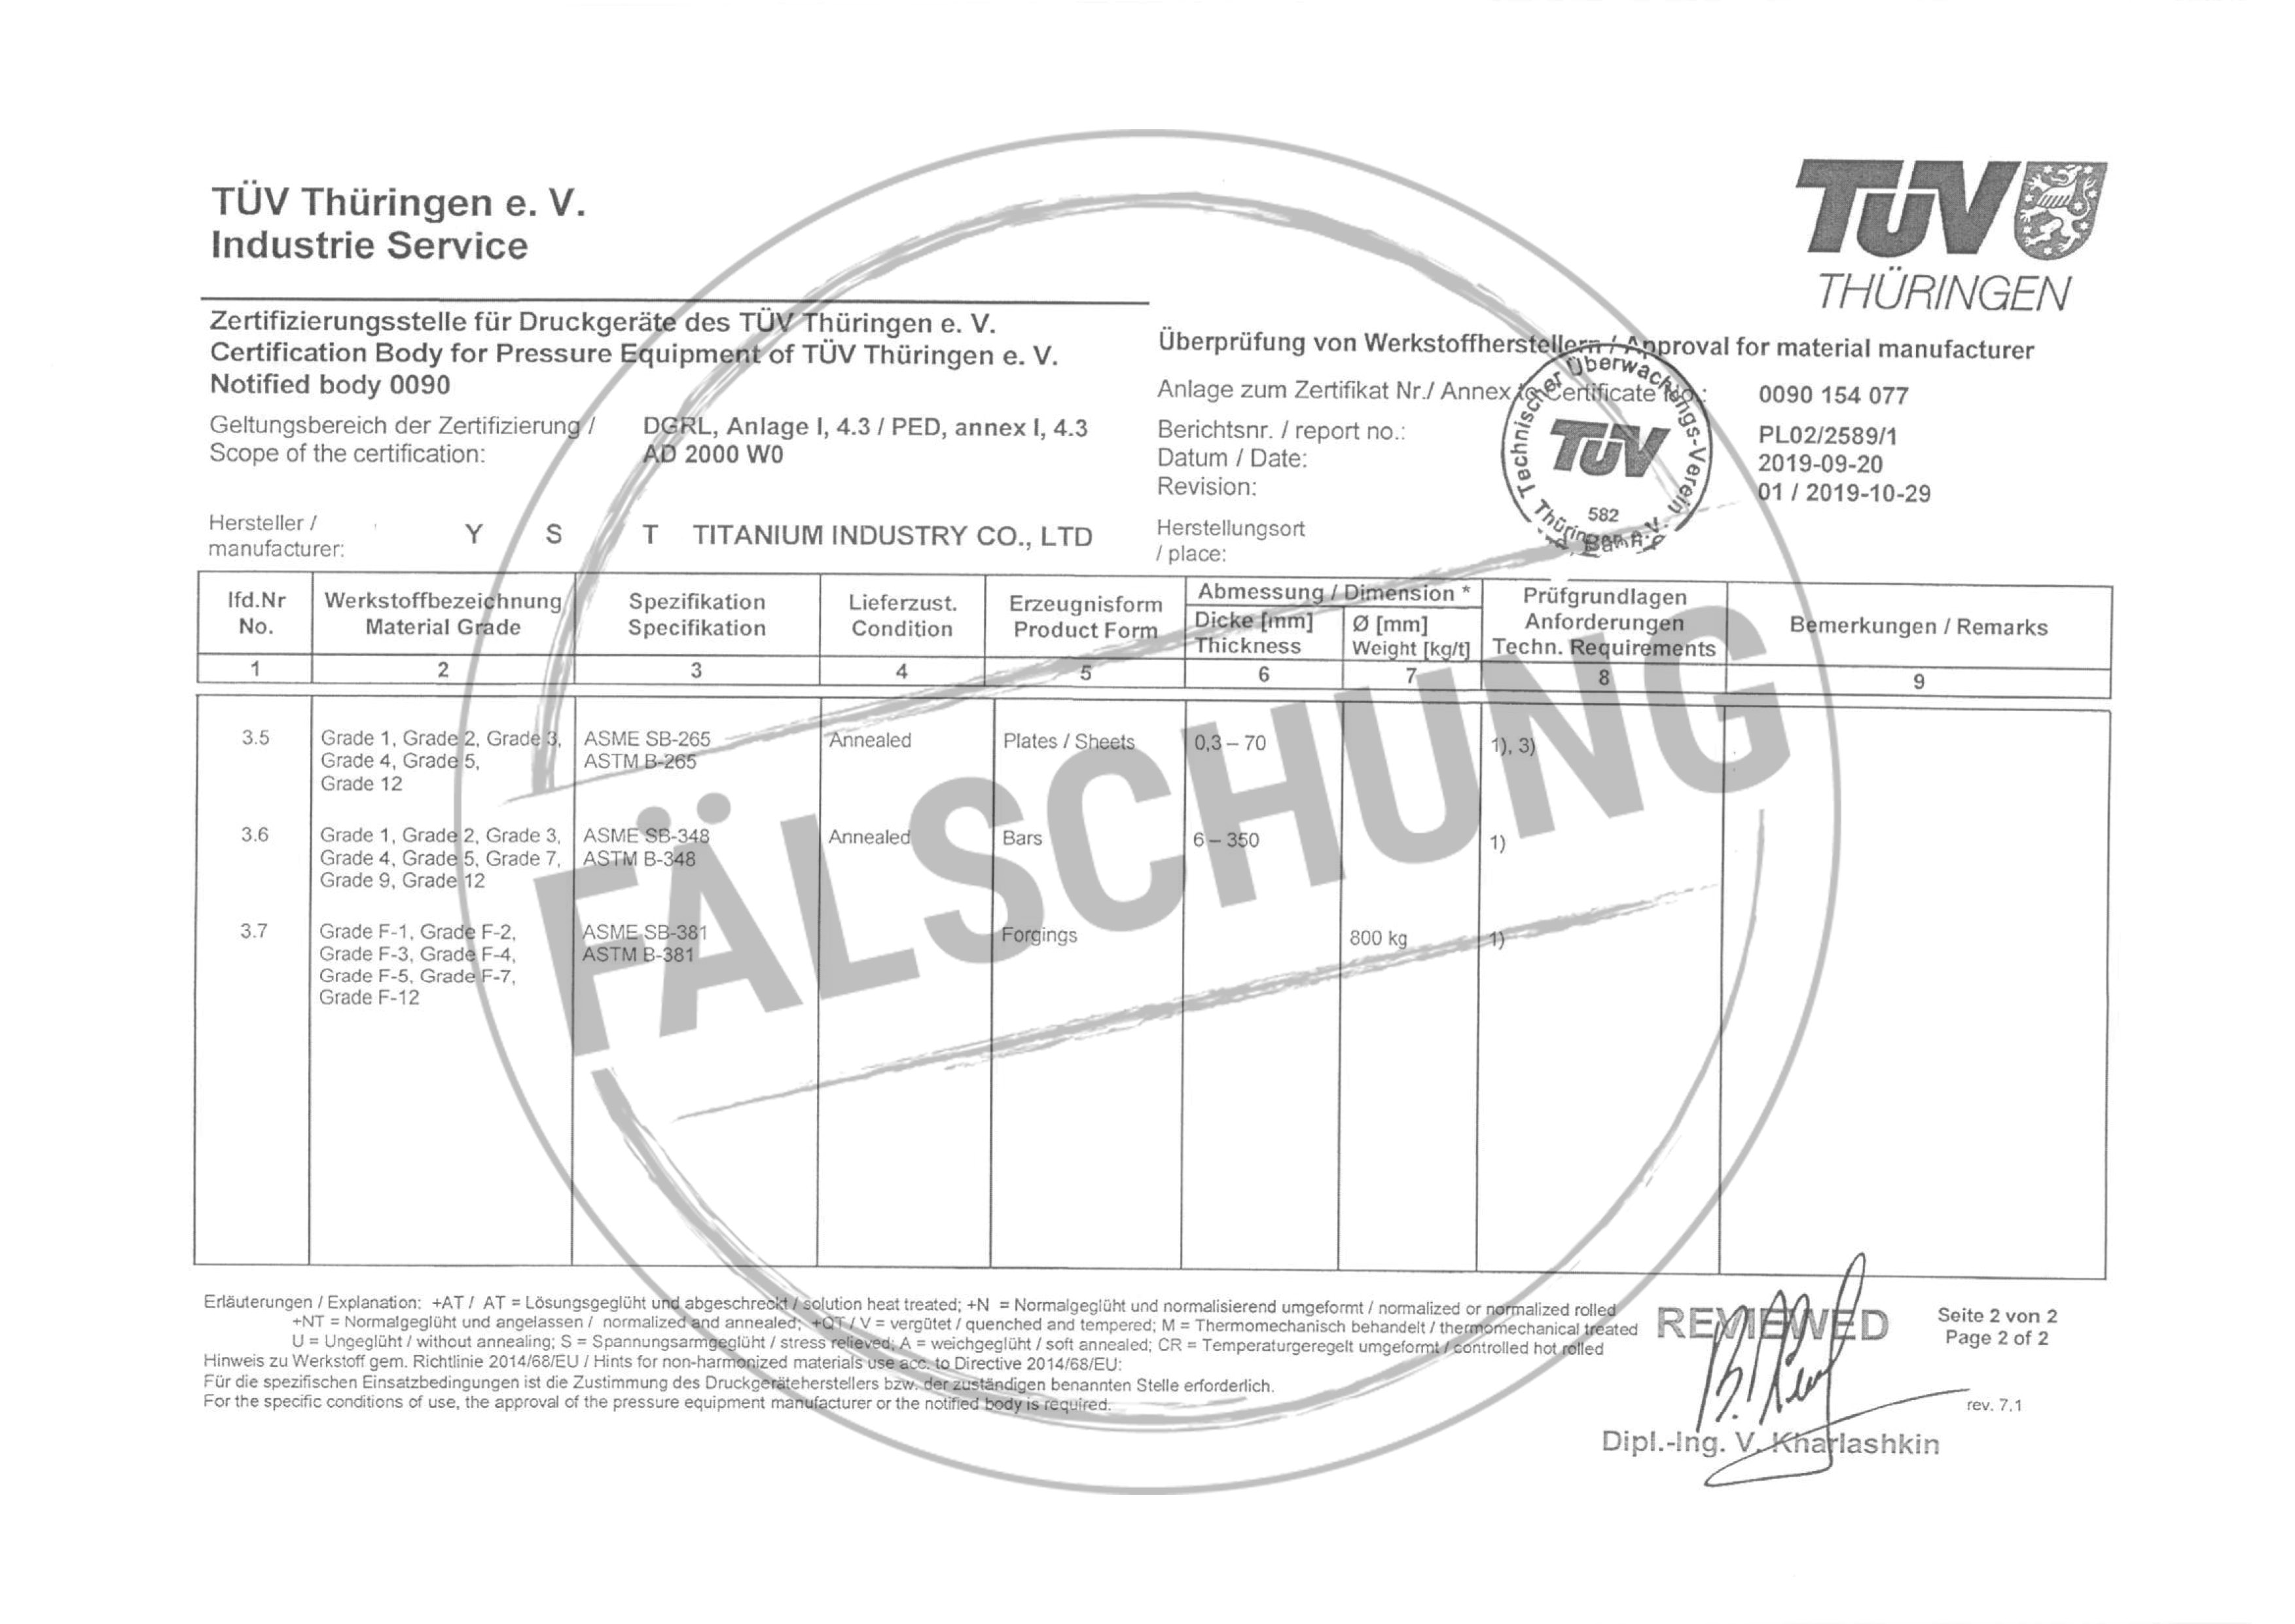 TÜV Thüringen e. V.
Industrie Service
TÜV
THÜRINGEN
Zertifizierungsstelle für Druckgeräte des TÜV Thüringen e. V.
Certification Body for Pressure Equipment of TÜV Thüringen e. V.
Notified body 0090
Geltungsbereich der Zertifizierung /
Scope of the certification:
DGRL, Anlage I, 4.3 / PED, annex I, 4.3
AD 2000 W0
Hersteller /
manufacturer:
Y S T TITANIUM INDUSTRY CO., LTD
Überprüfung von Werkstoffherstellern / Approval for material manufacturer
Anlage zum Zertifikat Nr./ Annex to Certificate No.: 0090 154 077
Berichtsnr. / report no.: PL02/2589/1
Datum / Date: 2019-09-20
Revision: 01 / 2019-10-29
Herstellungsort
/ place:
Technischer Überwachungs-Verein
TÜV
582
Thüringen e.V.
lfd.Nr
No.
Werkstoffbezeichnung
Material Grade
Spezifikation
Specifikation
Lieferzust.
Condition
Erzeugnisform
Product Form
Abmessung / Dimension *
Dicke [mm]
Thickness
Ø [mm]
Weight [kg/t]
Prüfgrundlagen
Anforderungen
Techn. Requirements
Bemerkungen / Remarks
1 2 3 4 5 6 7 8 9
3.5 Grade 1, Grade 2, Grade 3, ASME SB-265 Annealed Plates / Sheets 0,3 – 70 1), 3)
Grade 4, Grade 5, ASTM B-265
Grade 12
3.6 Grade 1, Grade 2, Grade 3, ASME SB-348 Annealed Bars 6 – 350 1)
Grade 4, Grade 5, Grade 7, ASTM B-348
Grade 9, Grade 12
3.7 Grade F-1, Grade F-2, ASME SB-381 Forgings 800 kg 1)
Grade F-3, Grade F-4, ASTM B-381
Grade F-5, Grade F-7,
Grade F-12
FÄLSCHUNG
Erläuterungen / Explanation: +AT / AT = Lösungsgeglüht und abgeschreckt / solution heat treated; +N = Normalgeglüht und normalisierend umgeformt / normalized or normalized rolled
+NT = Normalgeglüht und angelassen / normalized and annealed; +QT / V = vergütet / quenched and tempered; M = Thermomechanisch behandelt / thermomechanical treated
U = Ungeglüht / without annealing; S = Spannungsarmgeglüht / stress relieved; A = weichgeglüht / soft annealed; CR = Temperaturgeregelt umgeformt / controlled hot rolled
Hinweis zu Werkstoff gem. Richtlinie 2014/68/EU / Hints for non-harmonized materials use acc. to Directive 2014/68/EU:
Für die spezifischen Einsatzbedingungen ist die Zustimmung des Druckgeräteherstellers bzw. der zuständigen benannten Stelle erforderlich.
For the specific conditions of use, the approval of the pressure equipment manufacturer or the notified body is required.
REVIEWED
Seite 2 von 2
Page 2 of 2
rev. 7.1
Dipl.-Ing. V. Kharlashkin